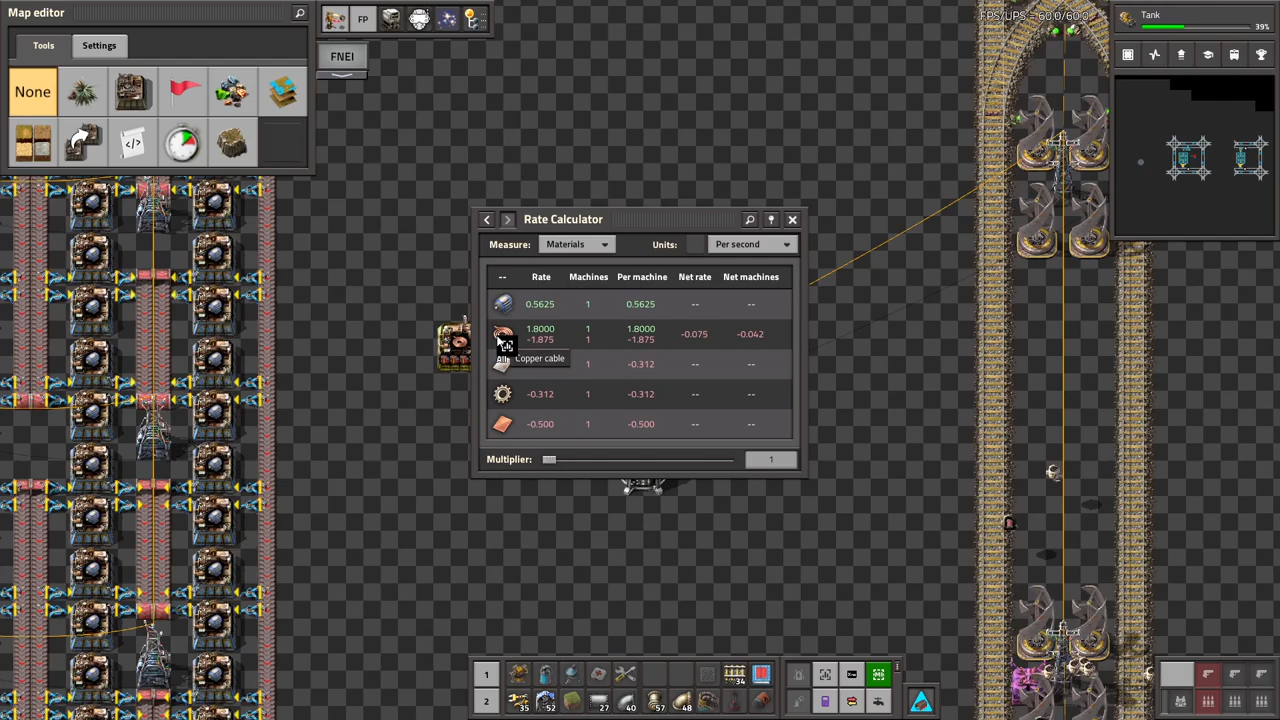 Map editor
FP
FPS/UPS = 60.0/60.0
Tank
39%
Tools
Settings
FNEI
None
</>
Rate Calculator
Measure:
Materials
Units:
Per second
--
Rate
Machines
Per machine
Net rate
Net machines
0.5625
1
0.5625
--
--
1.8000
1
1.8000
-1.875
1
-1.875
-0.075
-0.042
Copper cable
1
-0.312
--
--
-0.312
1
-0.312
--
--
-0.500
1
-0.500
--
--
Multiplier:
1
1
34
2
35
52
27
40
57
48